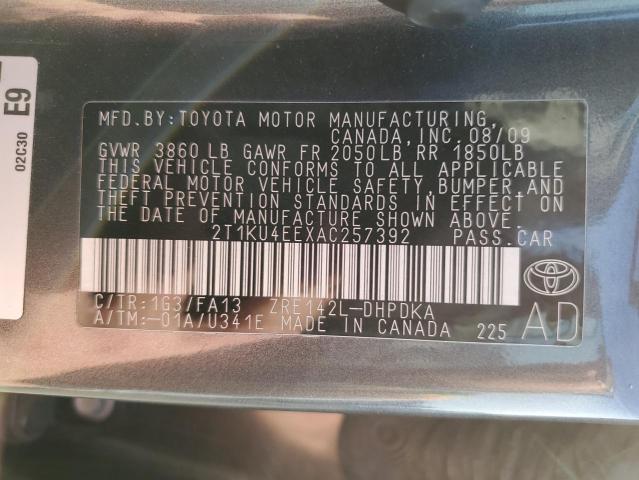 MFD. BY: TOYOTA MOTOR MANUFACTURING,
CANADA, INC. 08/09
GVWR 3860 LB GAWR FR 2050LB RR 1850LB
THIS VEHICLE CONFORMS TO ALL APPLICABLE
FEDERAL MOTOR VEHICLE SAFETY, BUMPER, AND
THEFT PREVENTION STANDARDS IN EFFECT ON
THE DATE OF MANUFACTURE SHOWN ABOVE.
2T1KU4EEXAC257392 PASS. CAR
C/TR: 1G3/FA13 ZRE142L-DHPDKA
A/TM: -01A/U341E MADE IN CANADA 225
TOYOTA
AD
02C30
E9